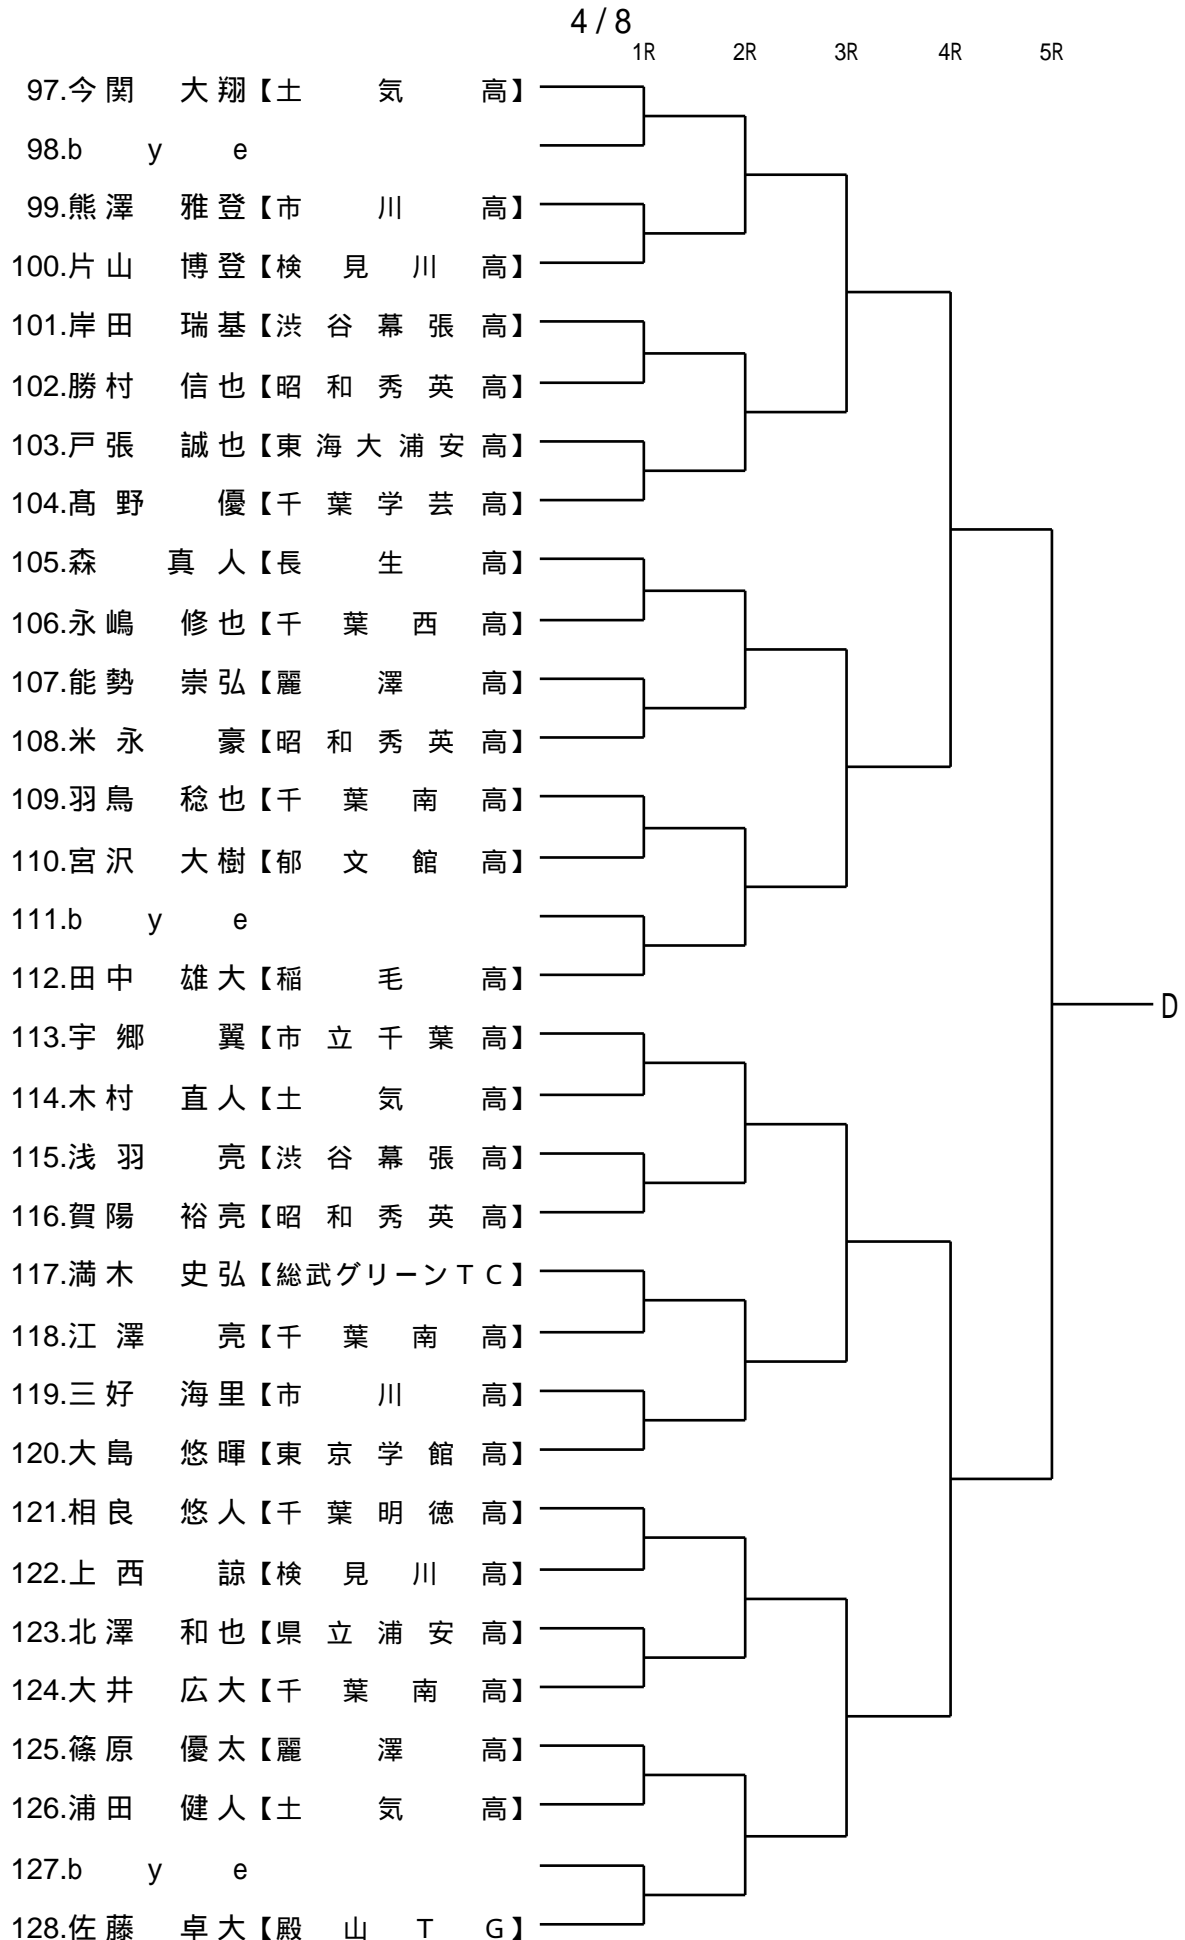 4 / 8
1R 2R 3R 4R 5R
97.今関 大翔【土気高】
98.bye
99.熊澤 雅登【市川高】
100.片山 博登【検見川高】
101.岸田 瑞基【渋谷幕張高】
102.勝村 信也【昭和秀英高】
103.戸張 誠也【東海大浦安高】
104.髙野 優【千葉学芸高】
105.森 真人【長生高】
106.永嶋 修也【千葉西高】
107.能勢 崇弘【麗澤高】
108.米永 豪【昭和秀英高】
109.羽鳥 稔也【千葉南高】
110.宮沢 大樹【郁文館高】
111.bye
112.田中 雄大【稲毛高】
D
113.宇郷 翼【市立千葉高】
114.木村 直人【土気高】
115.浅羽 亮【渋谷幕張高】
116.賀陽 裕亮【昭和秀英高】
117.満木 史弘【総武グリーンTC】
118.江澤 亮【千葉南高】
119.三好 海里【市川高】
120.大島 悠暉【東京学館高】
121.相良 悠人【千葉明徳高】
122.上西 諒【検見川高】
123.北澤 和也【県立浦安高】
124.大井 広大【千葉南高】
125.篠原 優太【麗澤高】
126.浦田 健人【土気高】
127.bye
128.佐藤 卓大【殿山TG】